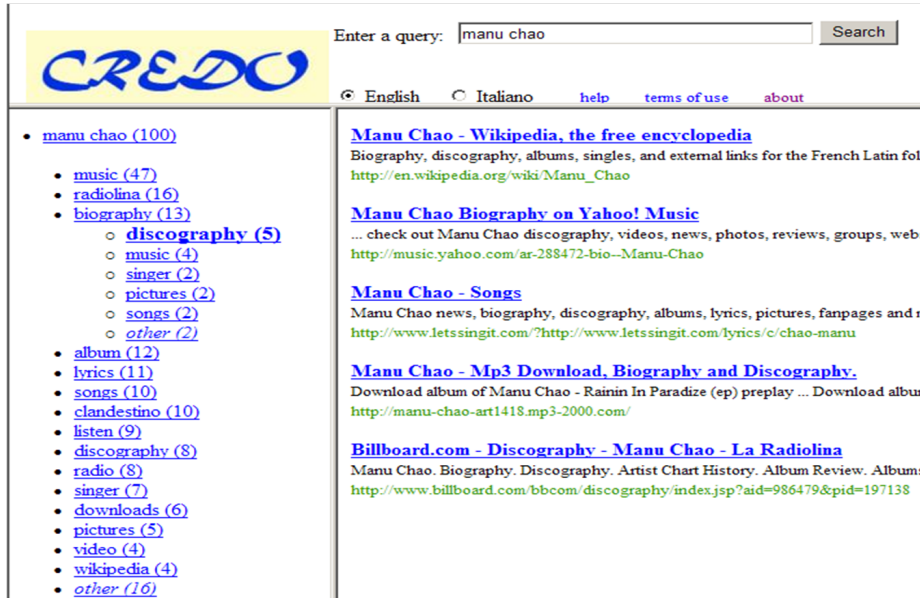 CREDO
Enter a query: manu chao Search
English Italiano help terms of use about
manu chao (100)
music (47)
radiolina (16)
biography (13)
discography (5)
music (4)
singer (2)
pictures (2)
songs (2)
other (2)
album (12)
lyrics (11)
songs (10)
clandestino (10)
listen (9)
discography (8)
radio (8)
singer (7)
downloads (6)
pictures (5)
video (4)
wikipedia (4)
other (16)
Manu Chao - Wikipedia, the free encyclopedia
Biography, discography, albums, singles, and external links for the French Latin fol
http://en.wikipedia.org/wiki/Manu_Chao
Manu Chao Biography on Yahoo! Music
... check out Manu Chao discography, videos, news, photos, reviews, groups, web
http://music.yahoo.com/ar-288472-bio--Manu-Chao
Manu Chao - Songs
Manu Chao news, biography, discography, albums, lyrics, pictures, fanpages and
http://www.letssingit.com/?http://www.letssingit.com/lyrics/c/chao-manu
Manu Chao - Mp3 Download, Biography and Discography.
Download album of Manu Chao - Rainin In Paradize (ep) preplay ... Download albu
http://manu-chao-art1418.mp3-2000.com/
Billboard.com - Discography - Manu Chao - La Radiolina
Manu Chao. Biography. Discography. Artist Chart History. Album Review. Albums
http://www.billboard.com/bbcom/discography/index.jsp?aid=986479&pid=197138